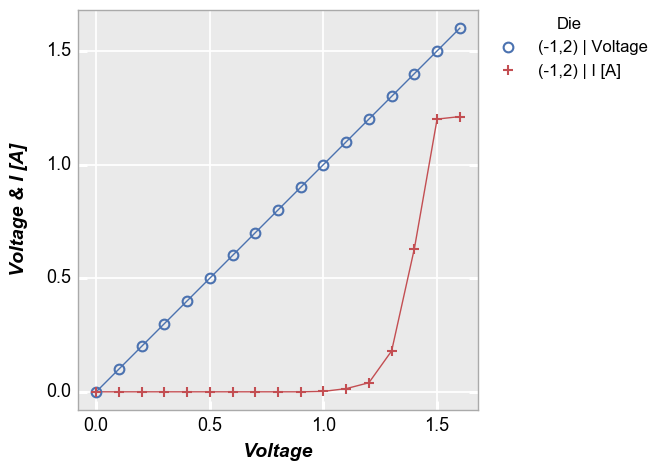 Die
(-1,2) | Voltage
(-1,2) | I [A]
Voltage & I [A]
1.5
1.0
0.5
0.0
0.0 0.5 1.0 1.5
Voltage